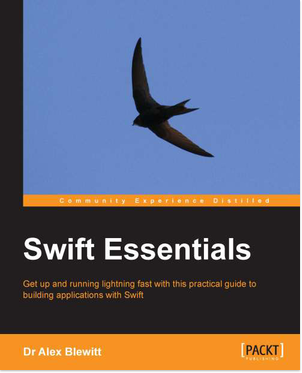 Community Experience Distilled
Swift Essentials
Get up and running lightning fast with this practical guide to
building applications with Swift
Dr Alex Blewitt
[PACKT]
PUBLISHING